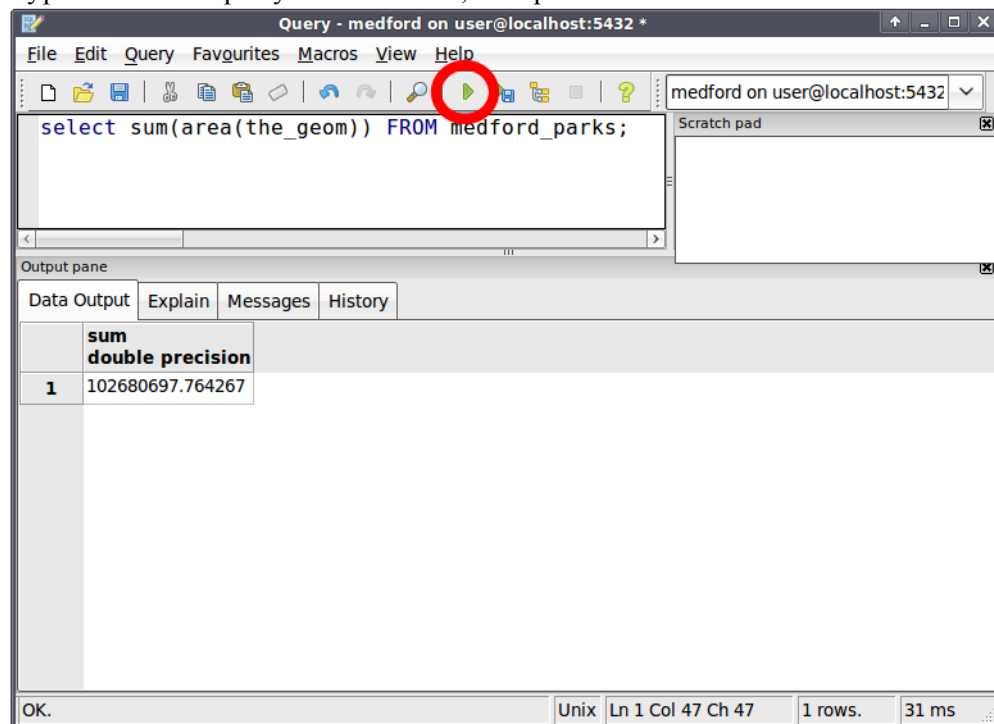 Query - medford on user@localhost:5432 *
File Edit Query Favourites Macros View Help
medford on user@localhost:5432
select sum(area(the_geom)) FROM medford_parks;
Scratch pad
Output pane
Data Output Explain Messages History
sum
double precision
1 102680697.764267
OK. Unix Ln 1 Col 47 Ch 47 1 rows. 31 ms